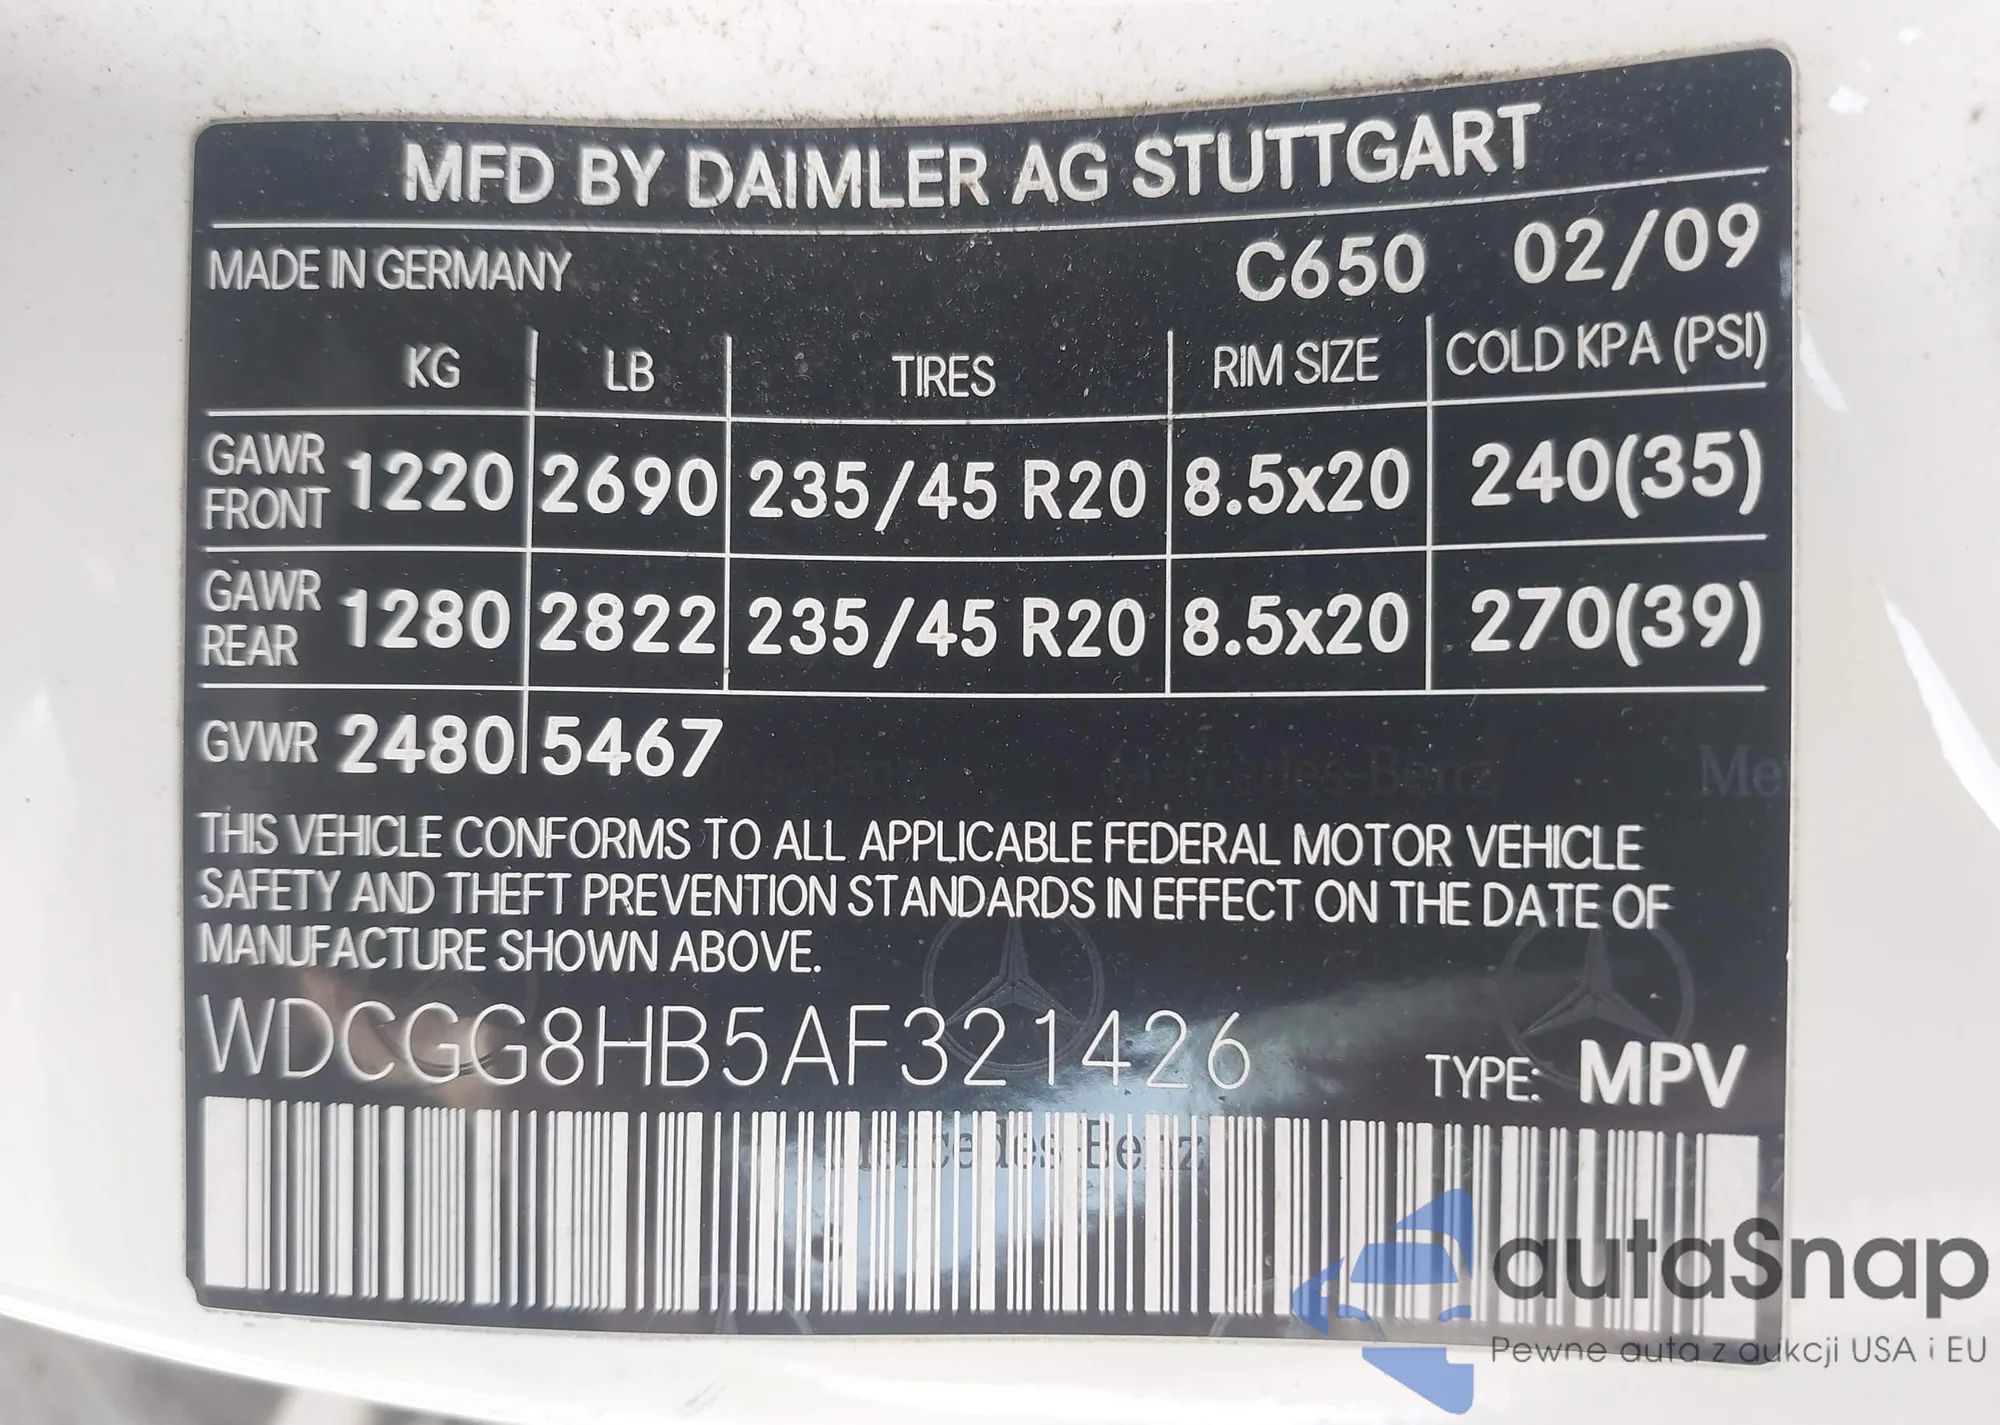 MFD BY DAIMLER AG STUTTGART
MADE IN GERMANY C650 02/09
KG LB TIRES RIM SIZE COLD KPA (PSI)
GAWR FRONT 1220 2690 235/45 R20 8.5x20 240(35)
GAWR REAR 1280 2822 235/45 R20 8.5x20 270(39)
GVWR 2480 5467
Mercedes-Benz
THIS VEHICLE CONFORMS TO ALL APPLICABLE FEDERAL MOTOR VEHICLE
SAFETY AND THEFT PREVENTION STANDARDS IN EFFECT ON THE DATE OF
MANUFACTURE SHOWN ABOVE.
WDCGG8HB5AF321426 TYPE: MPV
Mercedes-Benz
autaSnap
Pewne auta z aukcji USA i EU